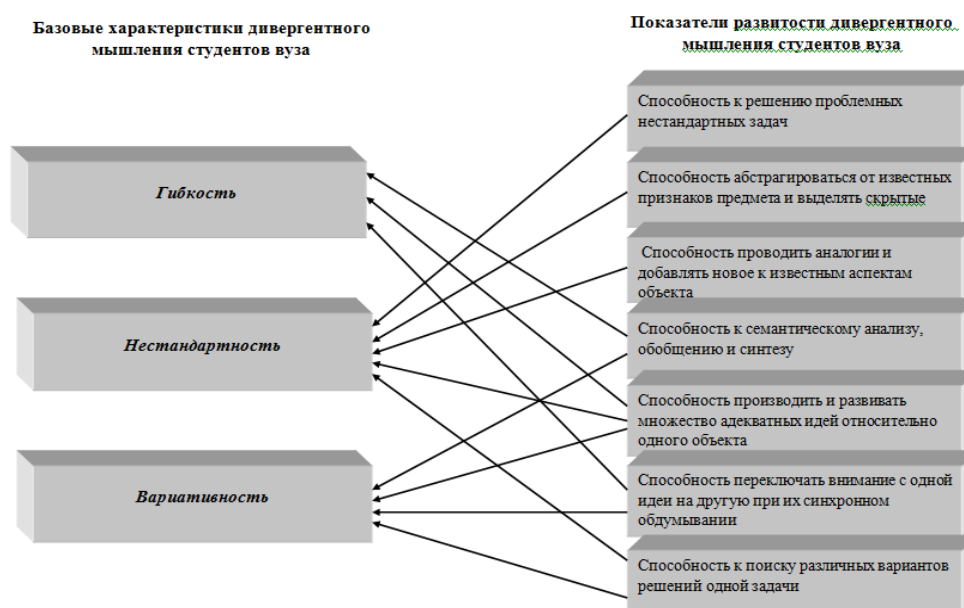 Базовые характеристики дивергентного
мышления студентов вуза
Гибкость
Нестандартность
Вариативность
Показатели развитости дивергентного
мышления студентов вуза
Способность к решению проблемных
нестандартных задач
Способность абстрагироваться от известных
признаков предмета и выделять скрытые
Способность проводить аналогии и
добавлять новое к известным аспектам
объекта
Способность к семантическому анализу,
обобщению и синтезу
Способность производить и развивать
множество адекватных идей относительно
одного объекта
Способность переключать внимание с одной
идеи на другую при их синхронном
обдумывании
Способность к поиску различных вариантов
решений одной задачи